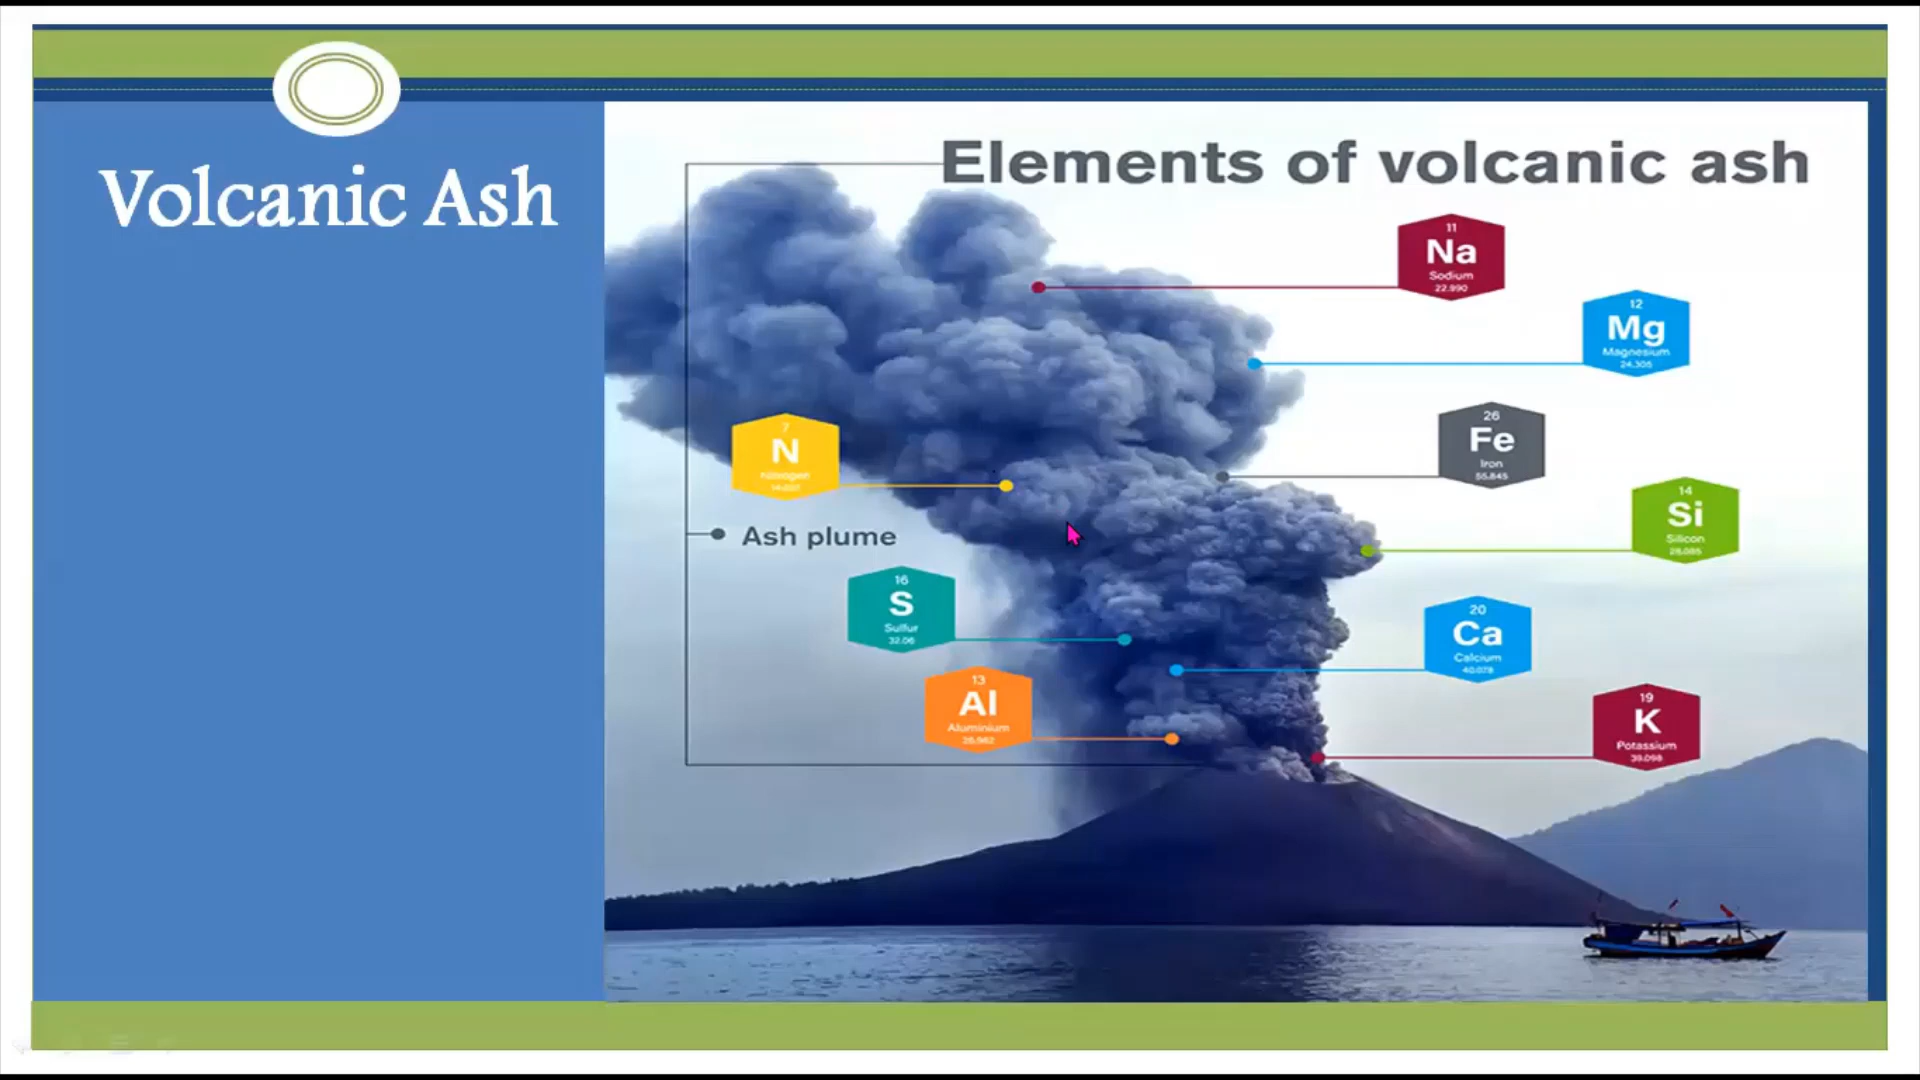 Volcanic Ash
Elements of volcanic ash
11
Na
Sodium
22.990
12
Mg
Magnesium
24.305
7
N
Nitrogen
26
Fe
Iron
55.845
14
Si
Silicon
28.085
Ash plume
16
S
Sulfur
32.06
20
Ca
Calcium
40.078
13
Al
Aluminium
26.982
19
K
Potassium
39.098